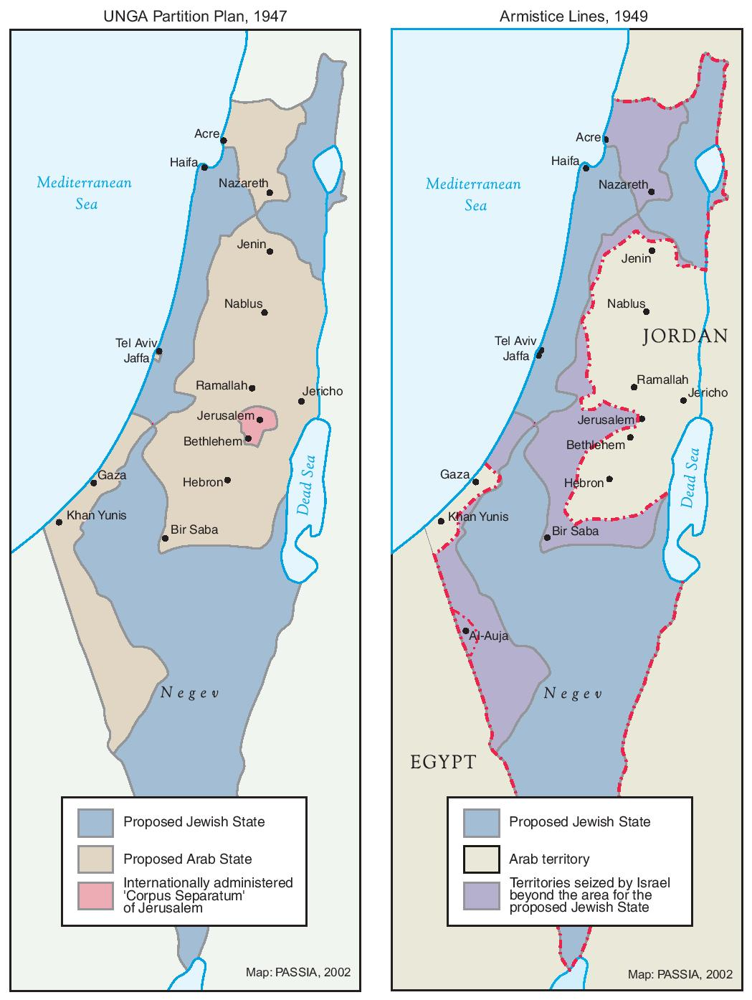 UNGA Partition Plan, 1947
Acre
Haifa
Mediterranean
Sea
Nazareth
Jenin
Nablus
Tel Aviv
Jaffa
Ramallah
Jericho
Jerusalem
Bethlehem
Gaza
Hebron
Dead Sea
Khan Yunis
Bir Saba
Negev
Proposed Jewish State
Proposed Arab State
Internationally administered
'Corpus Separatum'
of Jerusalem
Map: PASSIA, 2002
Armistice Lines, 1949
Acre
Haifa
Mediterranean
Sea
Nazareth
Jenin
Nablus
JORDAN
Tel Aviv
Jaffa
Ramallah
Jericho
Jerusalem
Bethlehem
Gaza
Hebron
Dead Sea
Khan Yunis
Bir Saba
Al-Auja
Negev
EGYPT
Proposed Jewish State
Arab territory
Territories seized by Israel
beyond the area for the
proposed Jewish State
Map: PASSIA, 2002